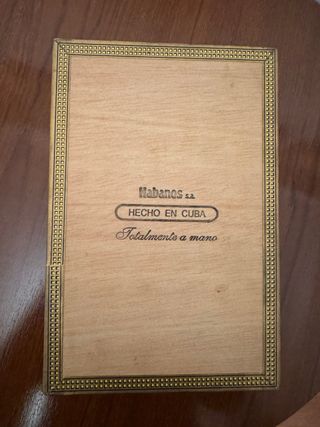 Habanos S.A.
HECHO EN CUBA
Totalmente a mano